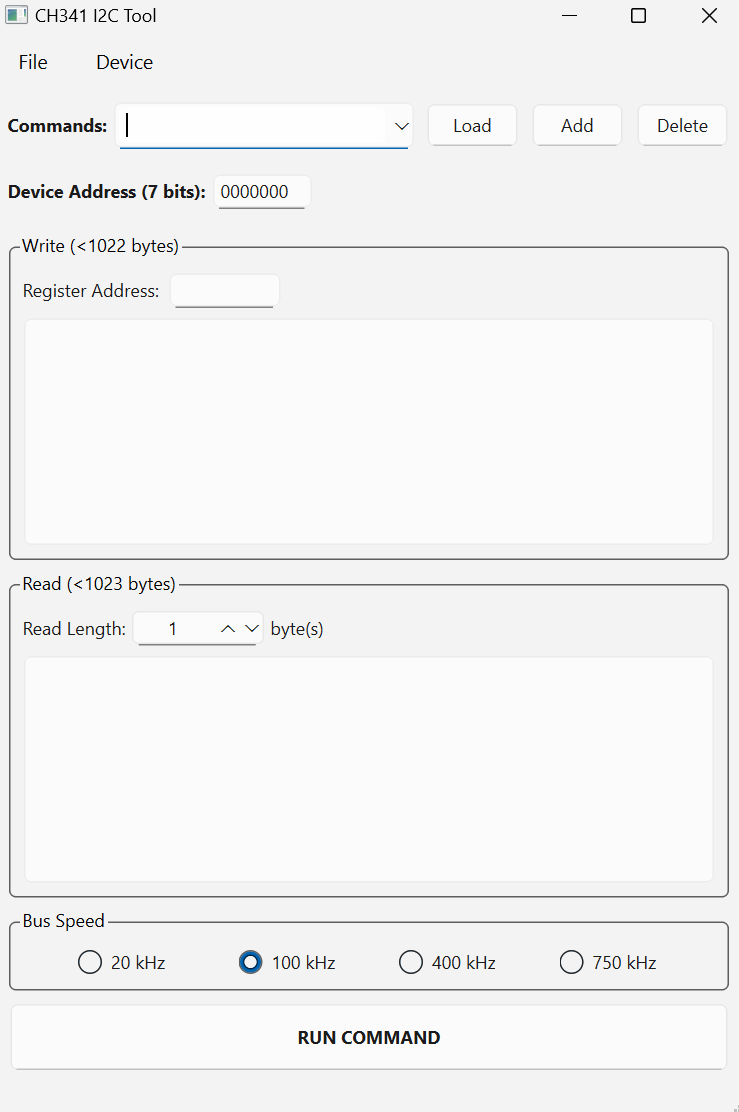 CH341 I2C Tool
File Device
Commands: Load Add Delete
Device Address (7 bits): 0000000
Write (<1022 bytes)
Register Address:
Read (<1023 bytes)
Read Length: 1 byte(s)
Bus Speed
20 kHz 100 kHz 400 kHz 750 kHz
RUN COMMAND